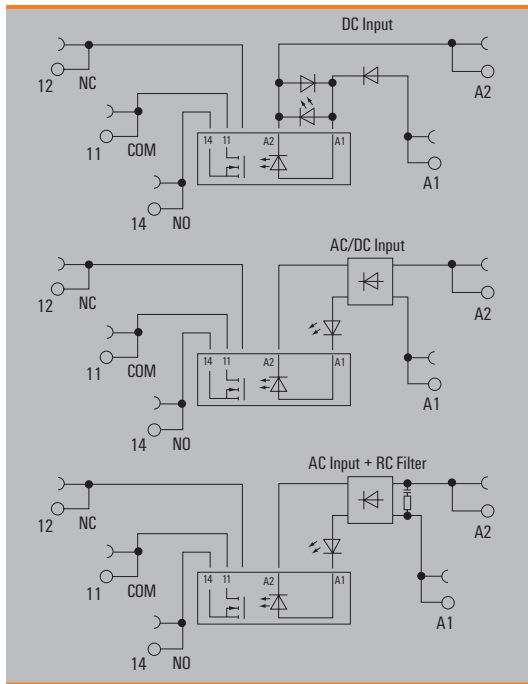 DC Input
12 NC
A2
11 COM
14 11 A2 A1
A1
14 NO
AC/DC Input
12 NC
A2
11 COM
14 11 A2 A1
A1
14 NO
AC Input + RC Filter
12 NC
A2
11 COM
14 11 A2 A1
A1
14 NO